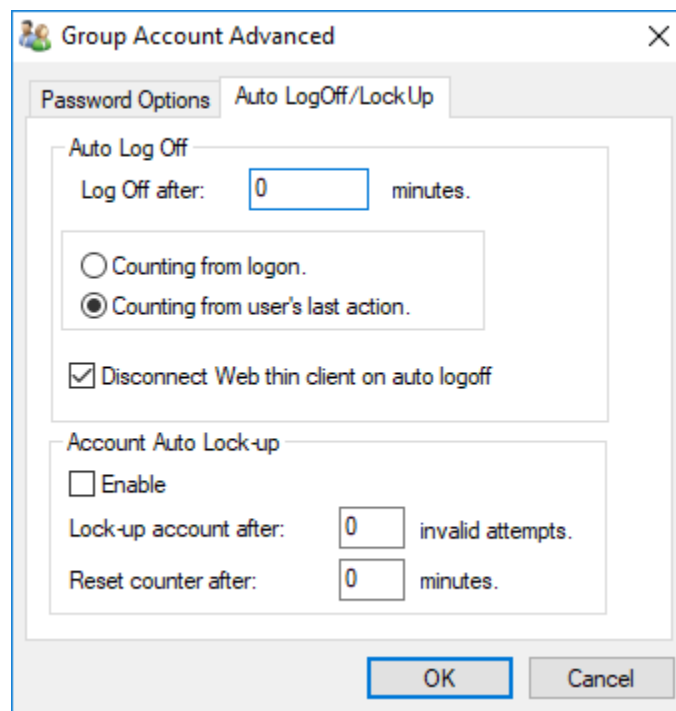 Group Account Advanced
Password Options Auto LogOff/LockUp
Auto Log Off
Log Off after: 0 minutes.
Counting from logon.
Counting from user's last action.
Disconnect Web thin client on auto logoff
Account Auto Lock-up
Enable
Lock-up account after: 0 invalid attempts.
Reset counter after: 0 minutes.
OK Cancel